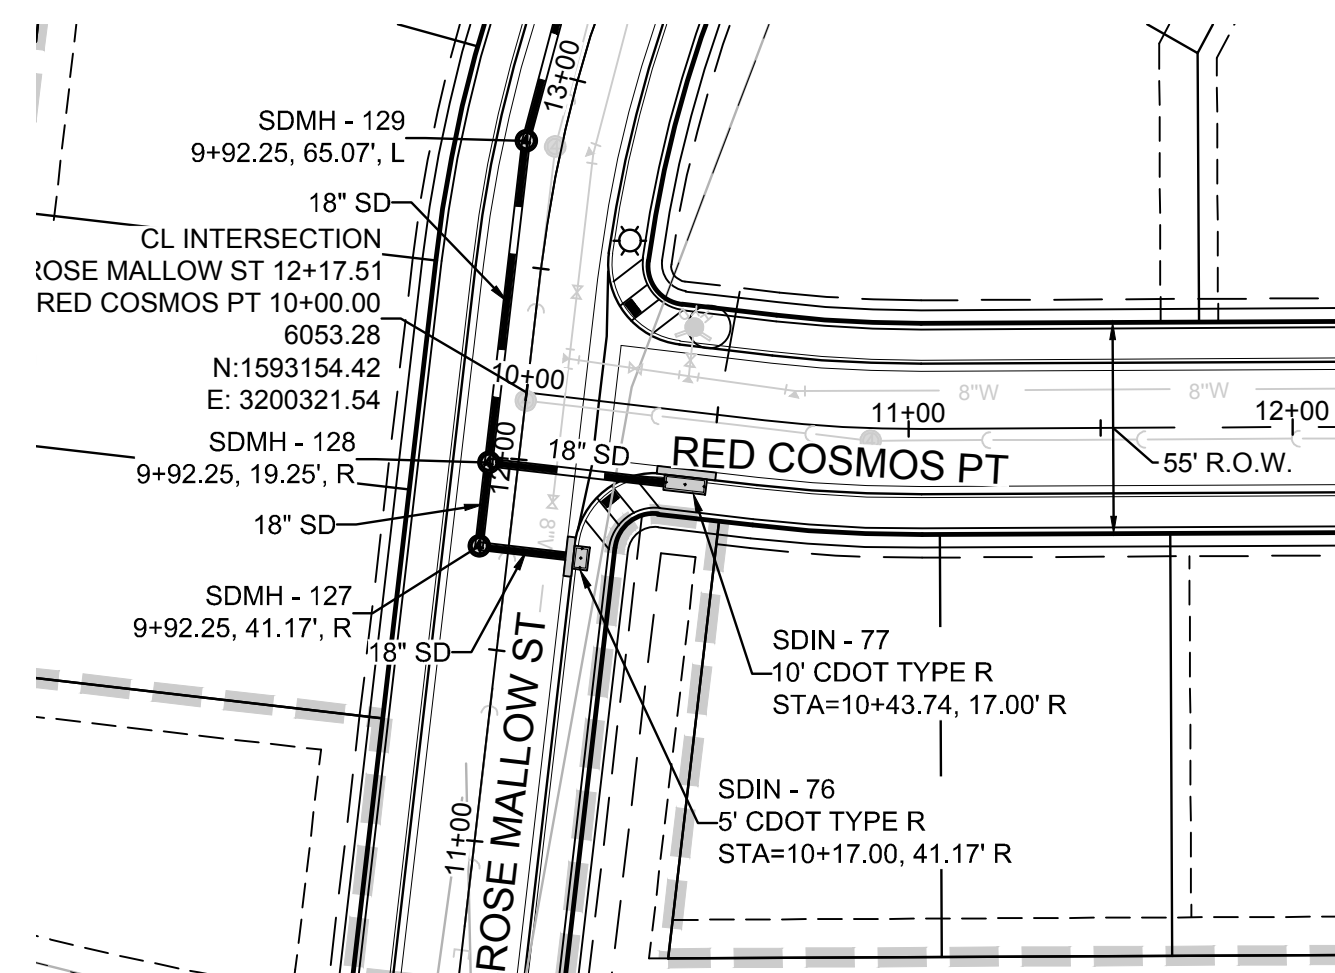 13+00
SDMH - 129
9+92.25, 65.07', L
18" SD
CL INTERSECTION
ROSE MALLOW ST 12+17.51
RED COSMOS PT 10+00.00
6053.28
N:1593154.42
E: 3200321.54
10+00
11+00
12+00
8"W
8"W
SDMH - 128
9+92.25, 19.25', R
12+00
18" SD
RED COSMOS PT
55' R.O.W.
18" SD
SDMH - 127
9+92.25, 41.17', R
18" SD
SDIN - 77
10' CDOT TYPE R
STA=10+43.74, 17.00' R
SDIN - 76
5' CDOT TYPE R
STA=10+17.00, 41.17' R
11+00
ROSE MALLOW ST